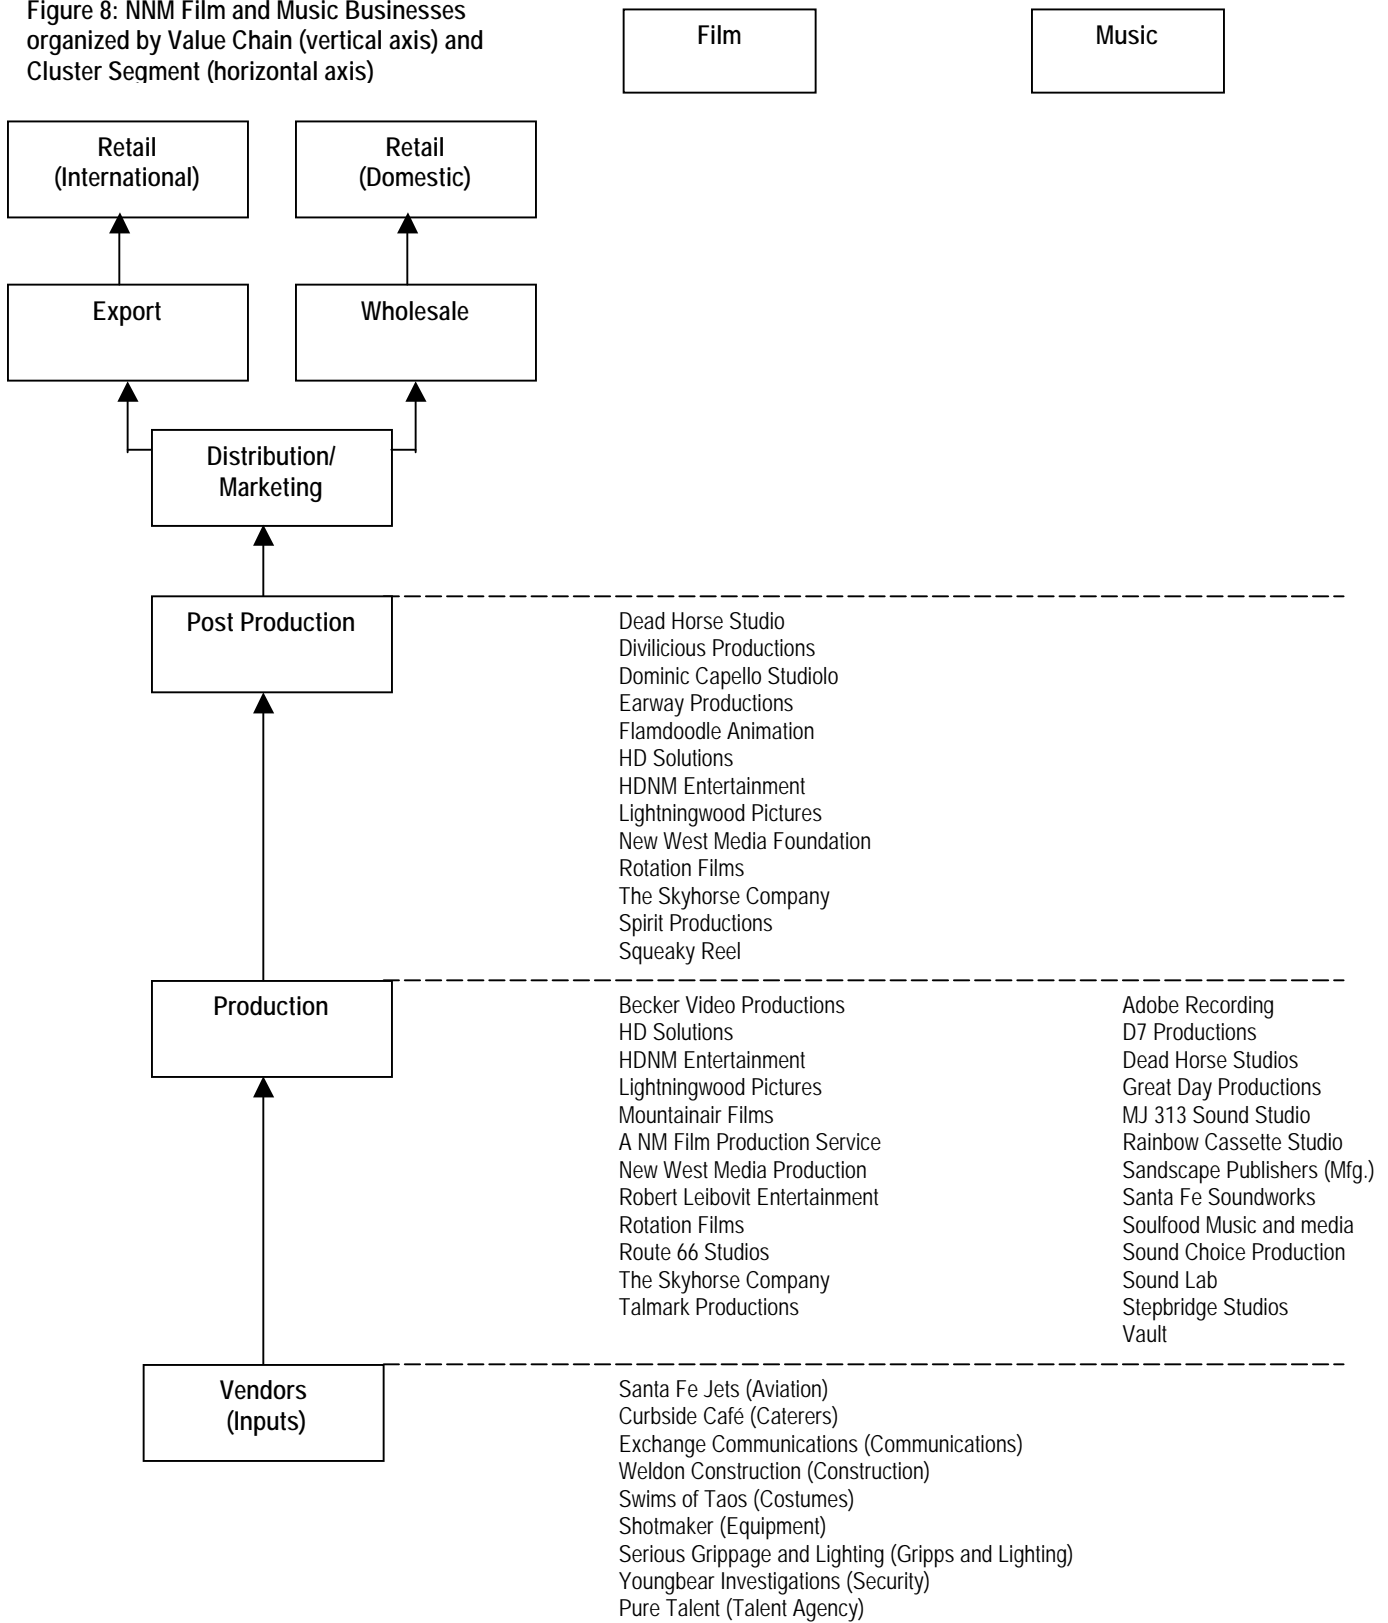 Figure 8: NNM Film and Music Businesses
organized by Value Chain (vertical axis) and
Cluster Segment (horizontal axis)
Film
Music
Retail
(International)
Retail
(Domestic)
Export
Wholesale
Distribution/
Marketing
Post Production
Dead Horse Studio
Divilicious Productions
Dominic Capello Studiolo
Earway Productions
Flamdoodle Animation
HD Solutions
HDNM Entertainment
Lightningwood Pictures
New West Media Foundation
Rotation Films
The Skyhorse Company
Spirit Productions
Squeaky Reel
Production
Becker Video Productions
HD Solutions
HDNM Entertainment
Lightningwood Pictures
Mountainair Films
A NM Film Production Service
New West Media Production
Robert Leibovit Entertainment
Rotation Films
Route 66 Studios
The Skyhorse Company
Talmark Productions
Adobe Recording
D7 Productions
Dead Horse Studios
Great Day Productions
MJ 313 Sound Studio
Rainbow Cassette Studio
Sandscape Publishers (Mfg.)
Santa Fe Soundworks
Soulfood Music and media
Sound Choice Production
Sound Lab
Stepbridge Studios
Vault
Vendors
(Inputs)
Santa Fe Jets (Aviation)
Curbside Café (Caterers)
Exchange Communications (Communications)
Weldon Construction (Construction)
Swims of Taos (Costumes)
Shotmaker (Equipment)
Serious Grippage and Lighting (Gripps and Lighting)
Youngbear Investigations (Security)
Pure Talent (Talent Agency)